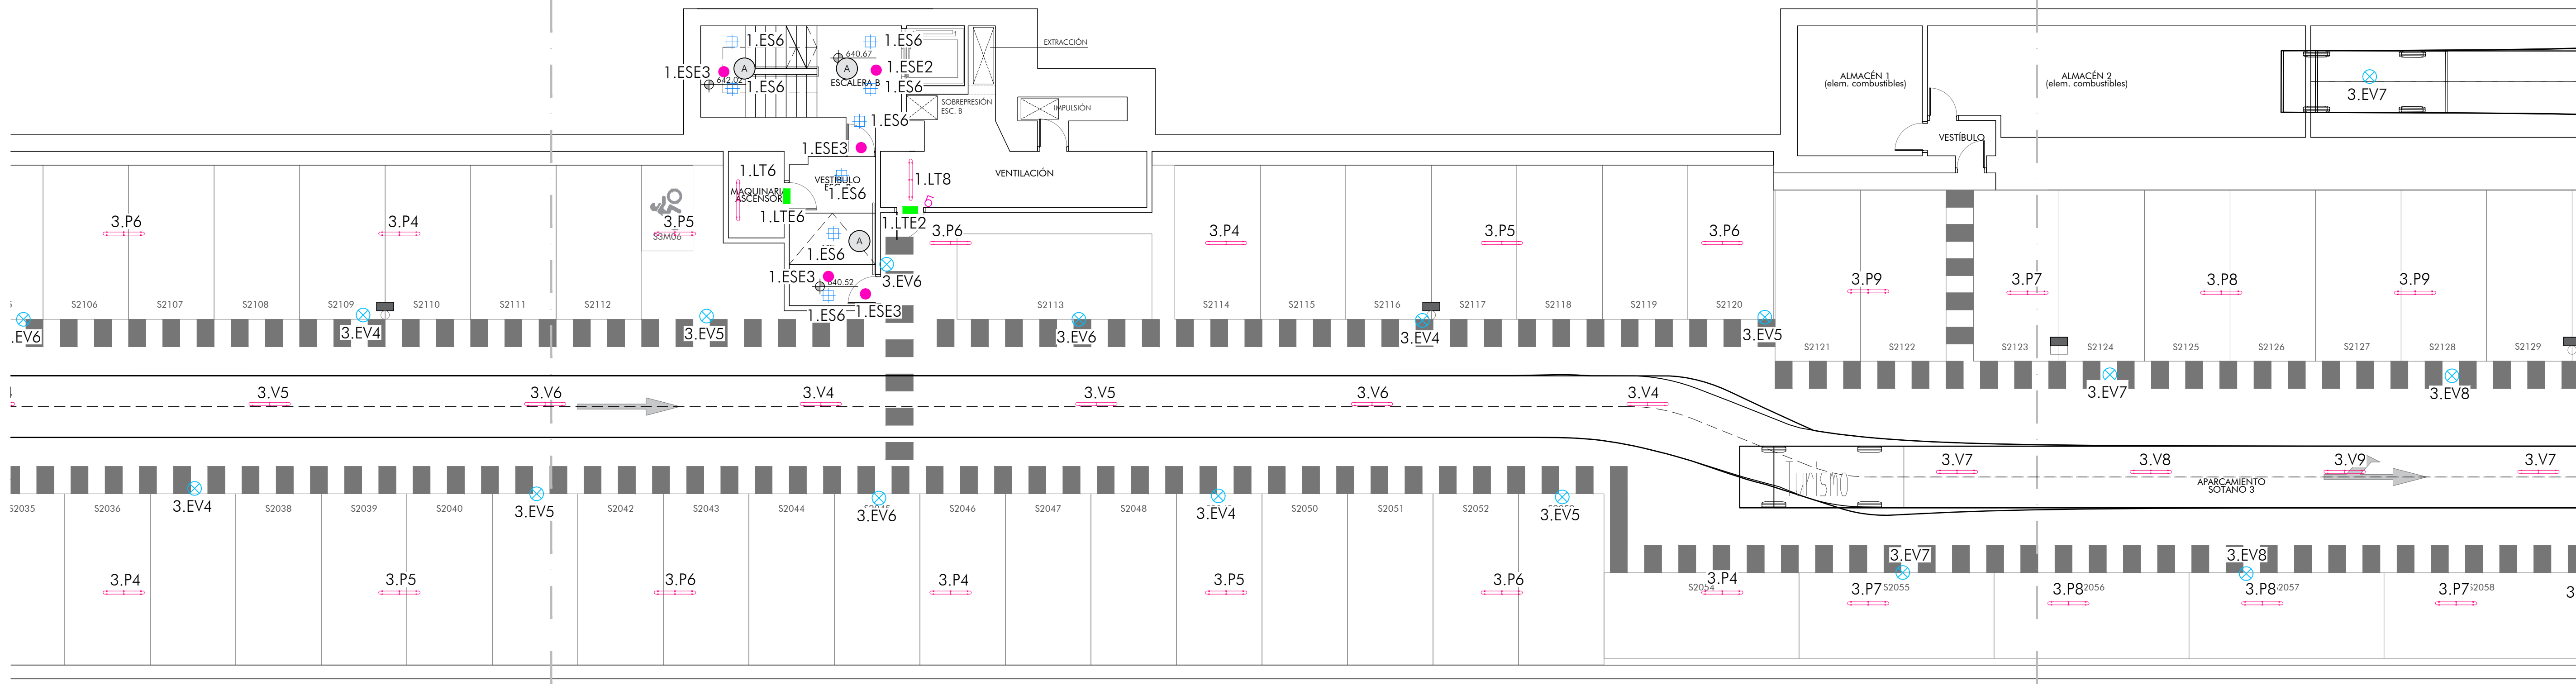 1.ES6
1.ES6
EXTRACCIÓN
640.67
1.ESE3
A
A
1.ESE2
642.02
ESCALERA B
1.ES6
1.ES6
SOBREPRESIÓN
ESC. B
IMPULSIÓN
1.ES6
1.ESE3
ALMACÉN 1
(elem. combustibles)
ALMACÉN 2
(elem. combustibles)
3.EV7
VESTÍBULO
1.LT6
MAQUINARIA
ASCENSOR
VESTÍBULO
1.ES6
1.LT8
VENTILACIÓN
1.LTE6
1.LTE2
3.P6
3.P4
3.P5
S3M06
3.P6
3.P4
3.P5
3.P6
A
1.ES6
1.ESE3
640.52
3.EV6
1.ES6
1.ESE3
3.P9
3.P7
3.P8
3.P9
S2106
S2107
S2108
S2109
S2110
S2111
S2112
S2113
S2114
S2115
S2116
S2117
S2118
S2119
S2120
.EV6
3.EV4
3.EV5
3.EV6
3.EV4
3.EV5
S2121
S2122
S2123
S2124
S2125
S2126
S2127
S2128
S2129
3.EV7
3.EV8
3.V5
3.V6
3.V4
3.V5
3.V6
3.V4
3.V7
3.V8
3.V9
3.V7
Turismo
APARCAMIENTO
SOTANO 3
S2035
S2036
3.EV4
S2038
S2039
S2040
3.EV5
S2042
S2043
S2044
3.EV6
S2046
S2047
S2048
3.EV4
S2050
S2051
S2052
3.EV5
3.EV7
3.EV8
3.P4
3.P5
3.P6
3.P4
3.P5
3.P6
S2054
3.P4
3.P7
S2055
3.P8
2056
3.P8
2057
3.P7
2058
3